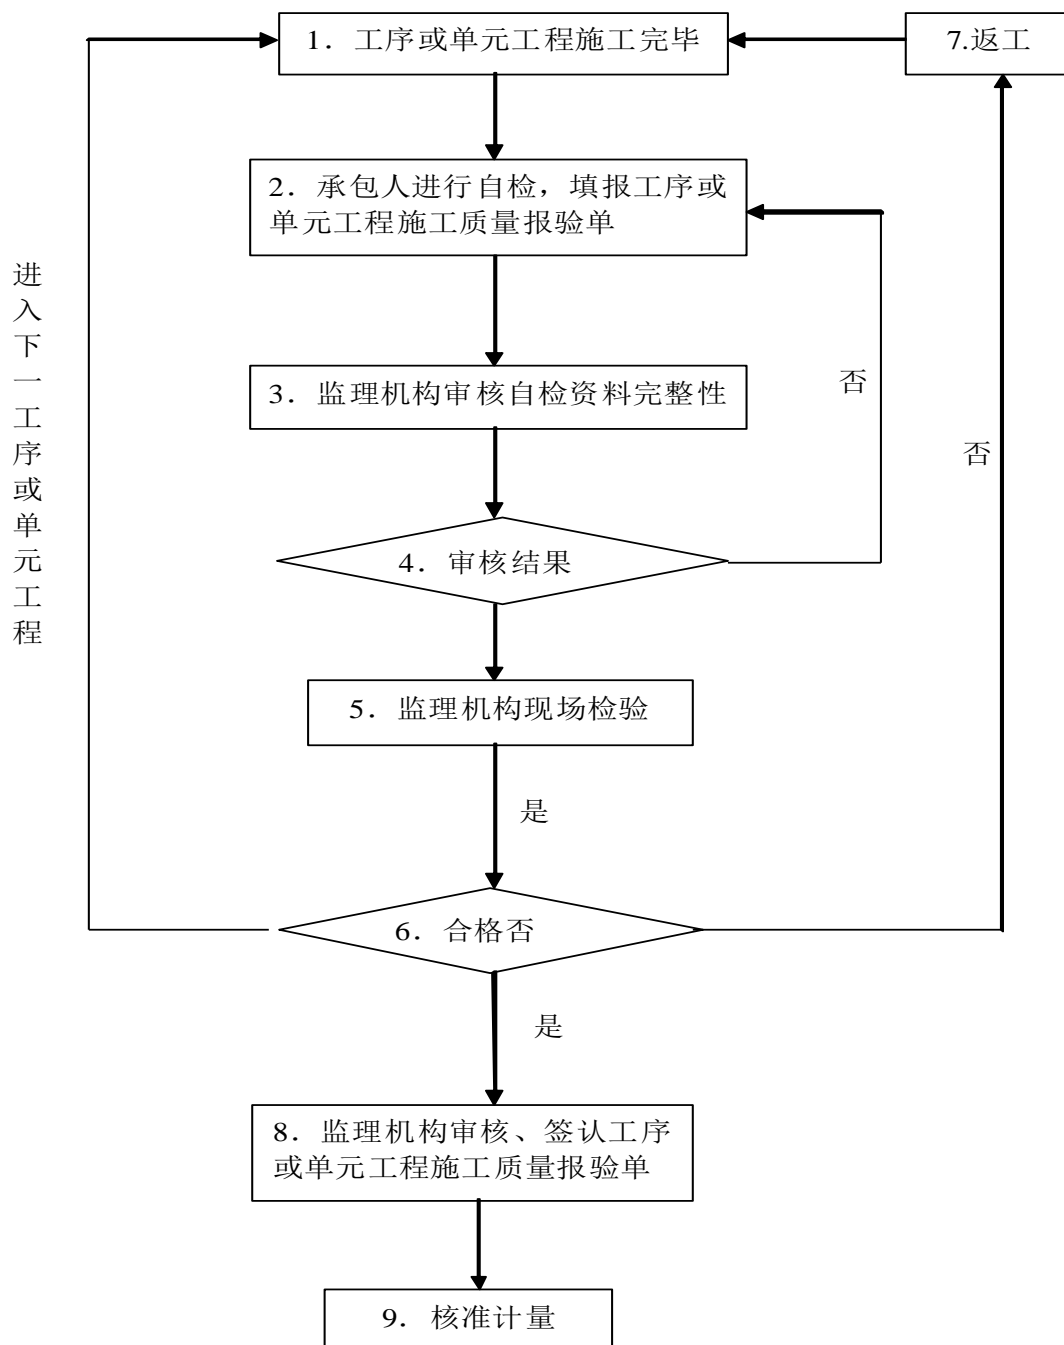 1. 工序或单元工程施工完毕
7.返工
2. 承包人进行自检，填报工序或
单元工程施工质量报验单
进入下一工序或单元工程
3. 监理机构审核自检资料完整性
否
否
4. 审核结果
5. 监理机构现场检验
是
6. 合格否
是
8. 监理机构审核、签认工序
或单元工程施工质量报验单
9. 核准计量